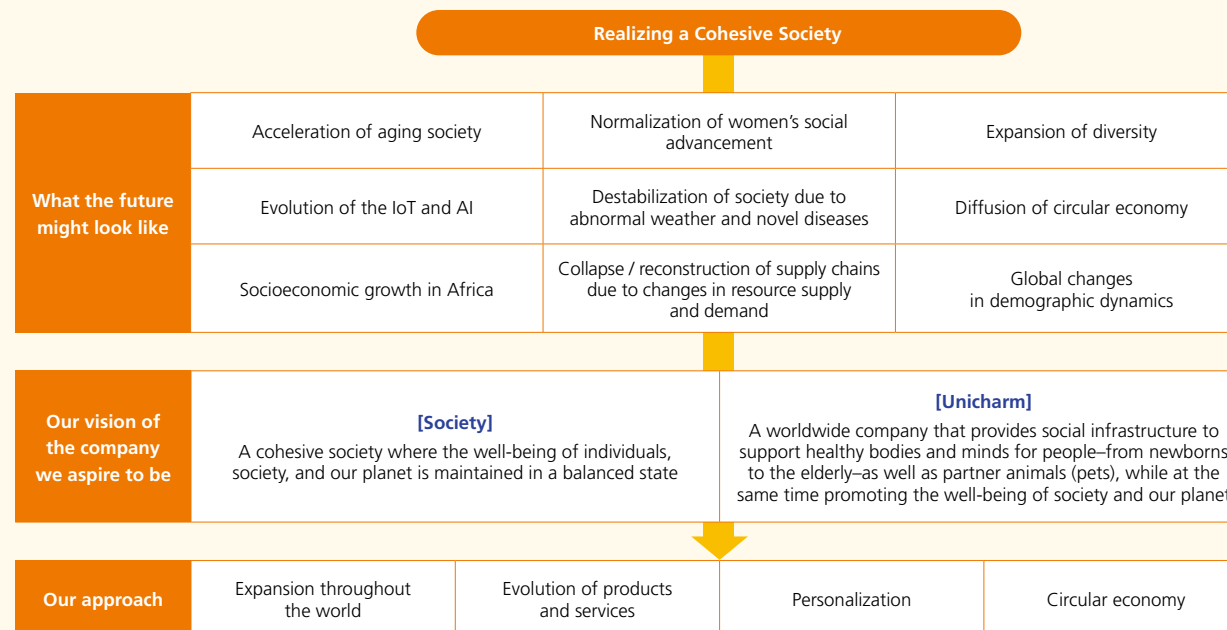 Realizing a Cohesive Society
What the future
might look like
Acceleration of aging society
Normalization of women's social
advancement
Expansion of diversity
Evolution of the IoT and AI
Destabilization of society due to
abnormal weather and novel diseases
Diffusion of circular economy
Socioeconomic growth in Africa
Collapse / reconstruction of supply chains
due to changes in resource supply
and demand
Global changes
in demographic dynamics
Our vision of
the company
we aspire to be
[Society]
A cohesive society where the well-being of individuals,
society, and our planet is maintained in a balanced state
[Unicharm]
A worldwide company that provides social infrastructure to
support healthy bodies and minds for people–from newborns
to the elderly–as well as partner animals (pets), while at the
same time promoting the well-being of society and our planet
Our approach
Expansion throughout
the world
Evolution of products
and services
Personalization
Circular economy